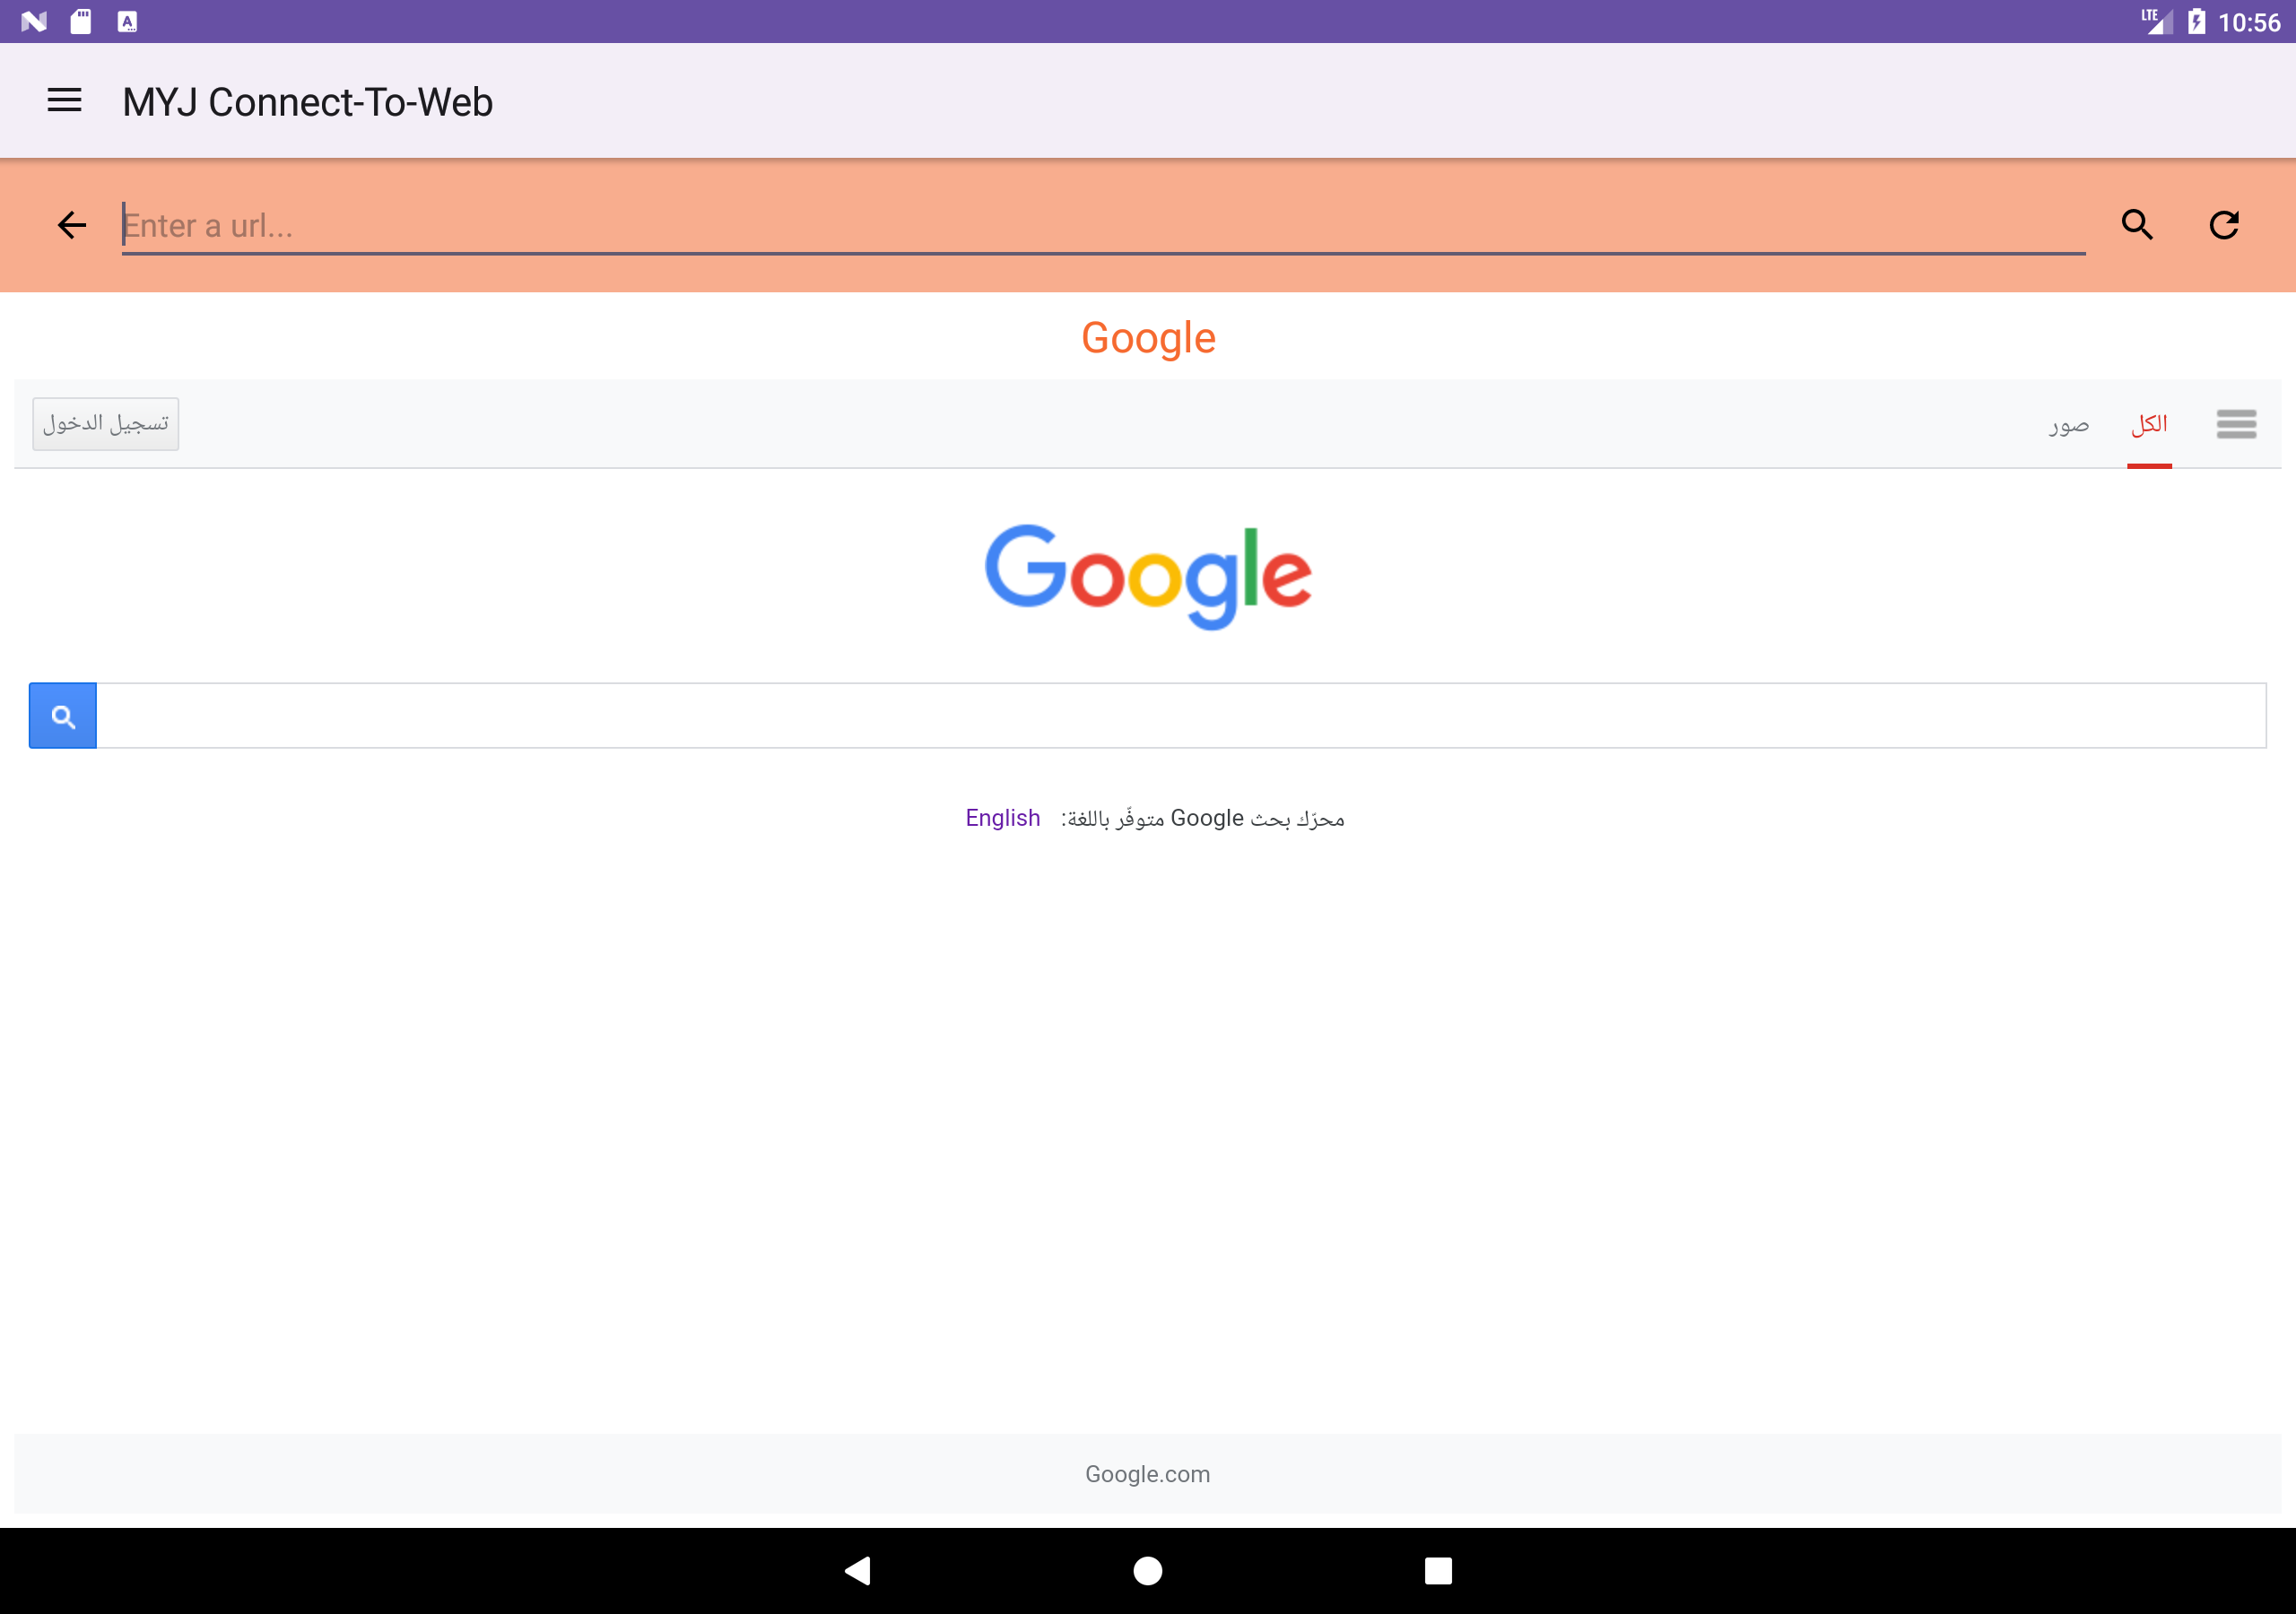 LTE 10:56
MYJ Connect-To-Web
Enter a url...
Google
الكل صور تسجيل الدخول
Google
محرّك بحث Google متوفّر باللغة: English
Google.com